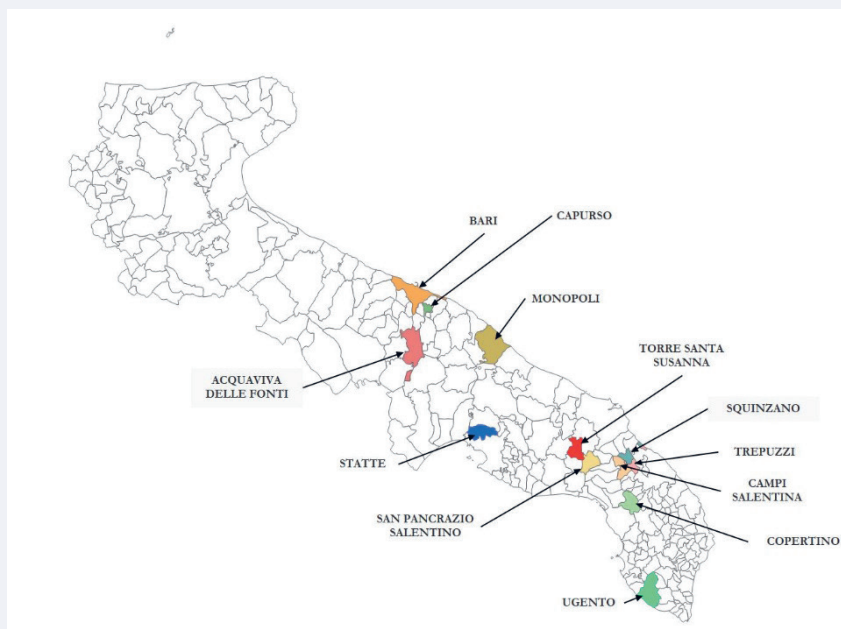 BARI
CAPURSO
MONOPOLI
TORRE SANTA
SUSANNA
ACQUAVIVA
DELLE FONTI
SQUINZANO
TREPUZZI
STATTE
CAMPI
SALENTINA
SAN PANCRAZIO
SALENTINO
COPERTINO
UGENTO